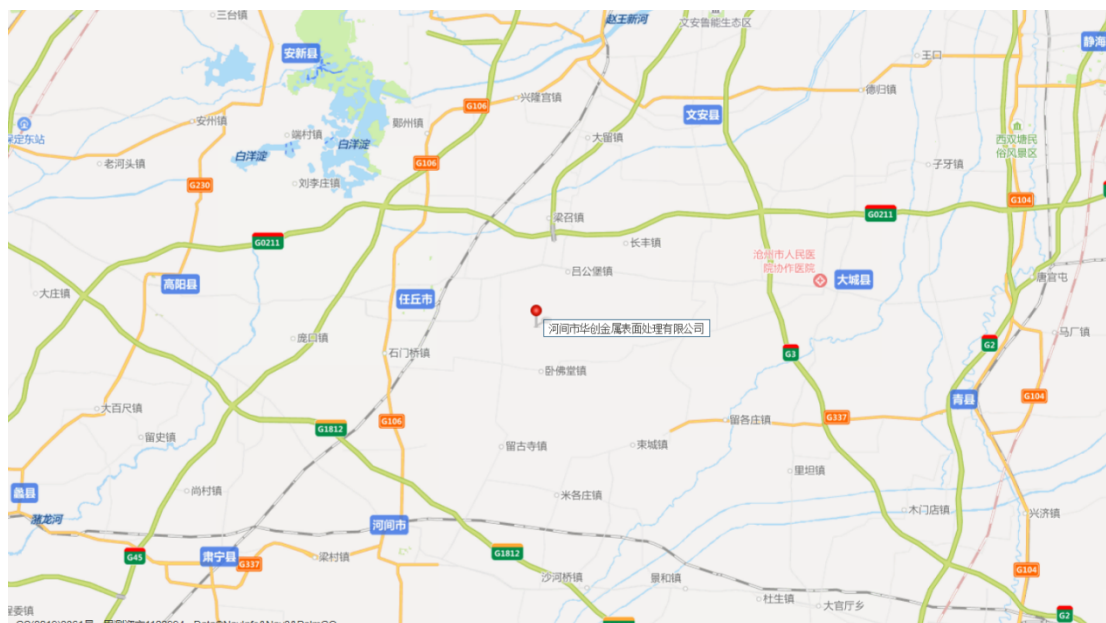 三台镇
赵王新河
文安鲁能生态区
安新县
静海
王口
兴隆宫镇
G106
德归镇
文安县
安州镇
鄚州镇
端村镇
大留镇
定东站
白洋淀
白洋淀
西双塘民
俗风景区
老河头镇
G106
子牙镇
刘李庄镇
G230
G104
梁召镇
G0211
G0211
长丰镇
沧州市人民医
院协作医院
吕公堡镇
大城县
唐官屯
高阳县
大庄镇
任丘市
河间市华创金属表面处理有限公司
马厂镇
庞口镇
石门桥镇
G3
G2
卧佛堂镇
青县
G104
大百尺镇
G106
留各庄镇
G337
G1812
留史镇
留古寺镇
束城镇
里坦镇
尚村镇
蠡县
米各庄镇
木门店镇
兴济镇
潴龙河
河间市
G45
肃宁县
G337
梁村镇
G1812
沙河桥镇
景和镇
G104
杜生镇
大官厅乡
程委镇
G2